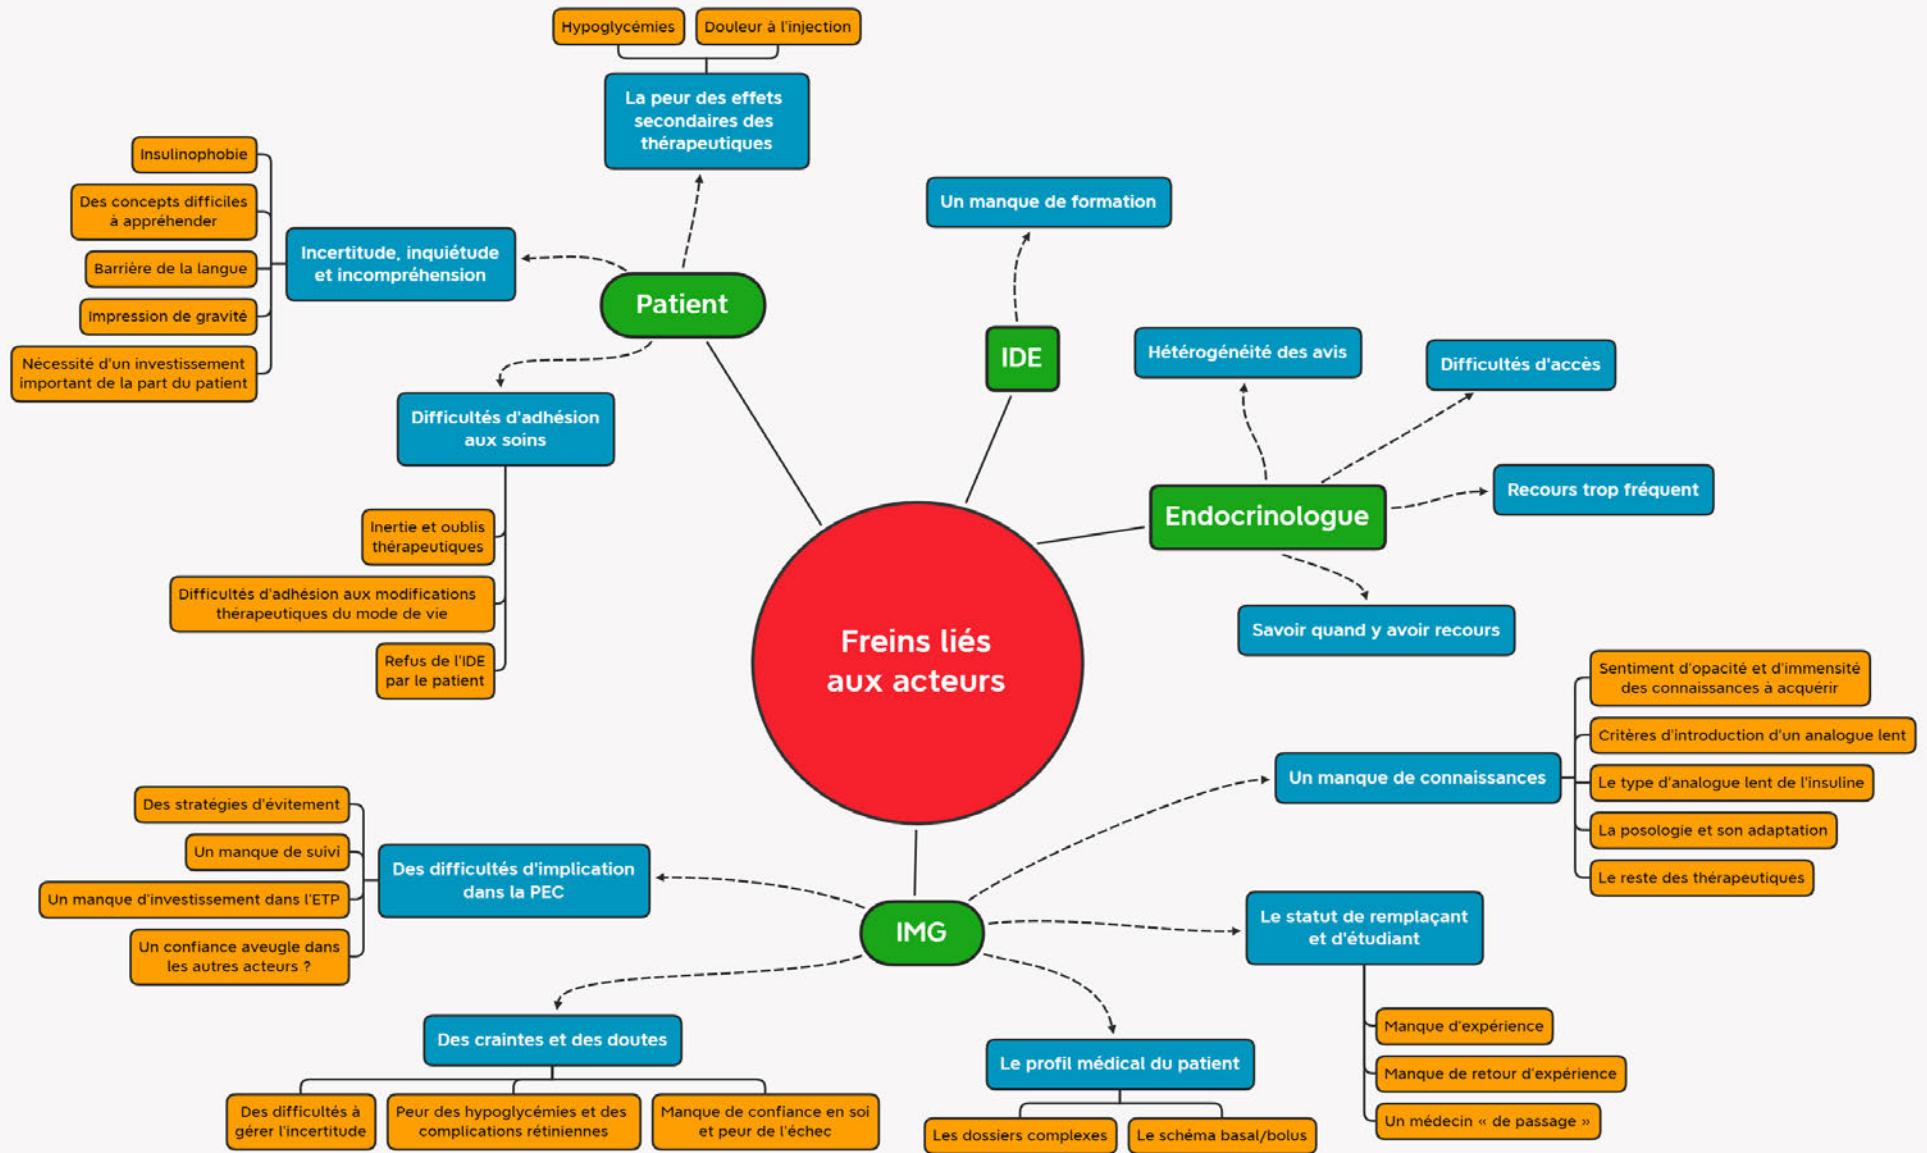 Hypoglycémies
Douleur à l'injection
La peur des effets
secondaires des
thérapeutiques
Insulinophobie
Des concepts difficiles
à appréhender
Barrière de la langue
Impression de gravité
Nécessité d'un investissement
important de la part du patient
Incertitude, inquiétude
et incompréhension
Patient
Difficultés d'adhésion
aux soins
Inertie et oublis
thérapeutiques
Difficultés d'adhésion aux modifications
thérapeutiques du mode de vie
Refus de l'IDE
par le patient
Un manque de formation
IDE
Hétérogénéité des avis
Difficultés d'accès
Endocrinologue
Recours trop fréquent
Savoir quand y avoir recours
Freins liés
aux acteurs
Un manque de connaissances
Sentiment d'opacité et d'immensité
des connaissances à acquérir
Critères d'introduction d'un analogue lent
Le type d'analogue lent de l'insuline
La posologie et son adaptation
Le reste des thérapeutiques
Des stratégies d'évitement
Un manque de suivi
Un manque d'investissement dans l'ETP
Un confiance aveugle dans
les autres acteurs ?
Des difficultés d'implication
dans la PEC
IMG
Le statut de remplaçant
et d'étudiant
Manque d'expérience
Manque de retour d'expérience
Un médecin « de passage »
Des craintes et des doutes
Des difficultés à
gérer l'incertitude
Peur des hypoglycémies et des
complications rétiniennes
Manque de confiance en soi
et peur de l'échec
Le profil médical du patient
Les dossiers complexes
Le schéma basal/bolus